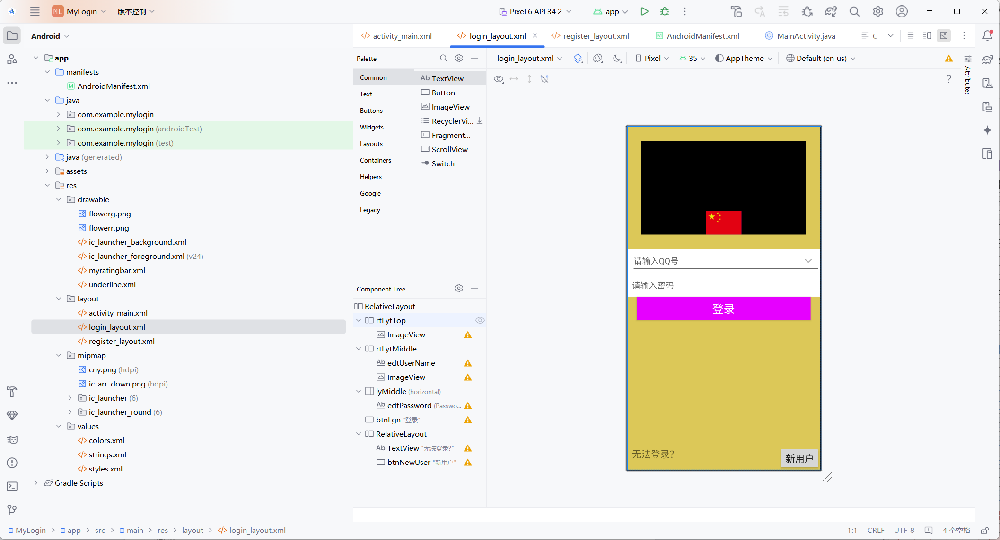 ML MyLogin 版本控制 Pixel 6 API 34 2 app
Android
activity_main.xml login_layout.xml register_layout.xml AndroidManifest.xml MainActivity.java
app
manifests
AndroidManifest.xml
java
com.example.mylogin
com.example.mylogin (androidTest)
com.example.mylogin (test)
java (generated)
assets
res
drawable
flowerg.png
flowerr.png
ic_launcher_background.xml
ic_launcher_foreground.xml (v24)
myratingbar.xml
underline.xml
layout
activity_main.xml
login_layout.xml
register_layout.xml
mipmap
cny.png (hdpi)
ic_arr_down.png (hdpi)
ic_launcher (6)
ic_launcher_round (6)
values
colors.xml
strings.xml
styles.xml
Gradle Scripts
Palette
Common
Text
Buttons
Widgets
Layouts
Containers
Helpers
Google
Legacy
Ab TextView
Button
ImageView
RecyclerVi...
Fragment...
ScrollView
Switch
Component Tree
RelativeLayout
rtLytTop
ImageView
rtLytMiddle
Ab edtUserName
ImageView
lyMiddle (horizontal)
Ab edtPassword (Passwo...
btnLgn "登录"
RelativeLayout
Ab TextView "无法登录?"
btnNewUser "新用户"
login_layout.xml Pixel 35 AppTheme Default (en-us)
Attributes
请输入QQ号
请输入密码
登录
无法登录?
新用户
MyLogin app src main res layout login_layout.xml
1:1 CRLF UTF-8 4 个空格